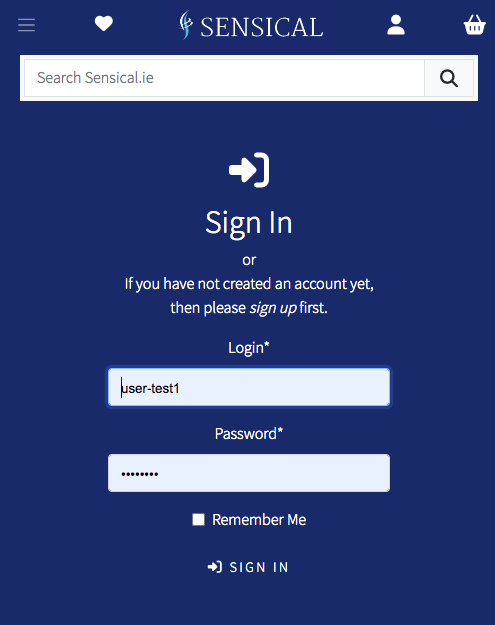 SENSICAL
Search Sensical.ie
Sign In
or
If you have not created an account yet,
then please sign up first.
Login*
user-test1
Password*
••••••••
Remember Me
SIGN IN